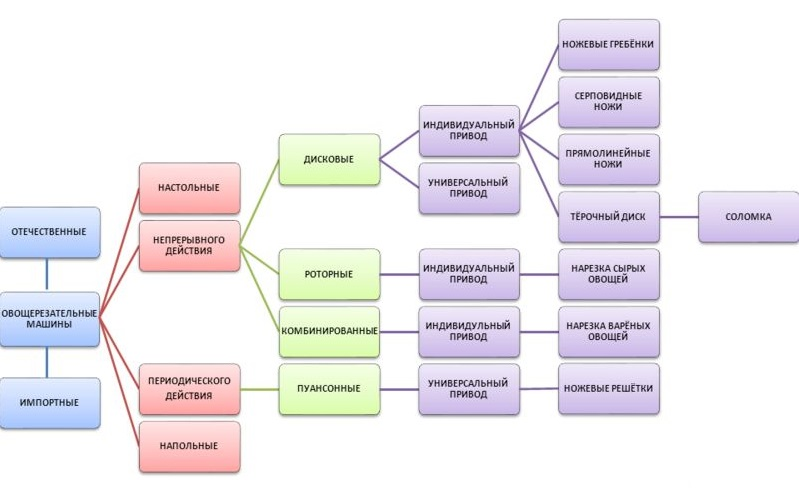 ОТЕЧЕСТВЕННЫЕ
ОВОЩЕРЕЗАТЕЛЬНЫЕ
МАШИНЫ
ИМПОРТНЫЕ
НАСТОЛЬНЫЕ
НЕПРЕРЫВНОГО
ДЕЙСТВИЯ
ПЕРИОДИЧЕСКОГО
ДЕЙСТВИЯ
НАПОЛЬНЫЕ
ДИСКОВЫЕ
РОТОРНЫЕ
КОМБИНИРОВАННЫЕ
ПУАНСОННЫЕ
ИНДИВИДУАЛЬНЫЙ
ПРИВОД
УНИВЕРСАЛЬНЫЙ
ПРИВОД
ИНДИВИДУАЛЬНЫЙ
ПРИВОД
ИНДИВИДУЛЬНЫЙ
ПРИВОД
УНИВЕРСАЛЬНЫЙ
ПРИВОД
НОЖЕВЫЕ ГРЕБЁНКИ
СЕРПОВИДНЫЕ
НОЖИ
ПРЯМОЛИНЕЙНЫЕ
НОЖИ
ТЁРОЧНЫЙ ДИСК
НАРЕЗКА СЫРЫХ
ОВОЩЕЙ
НАРЕЗКА ВАРЁНЫХ
ОВОЩЕЙ
НОЖЕВЫЕ РЕШЁТКИ
СОЛОМКА